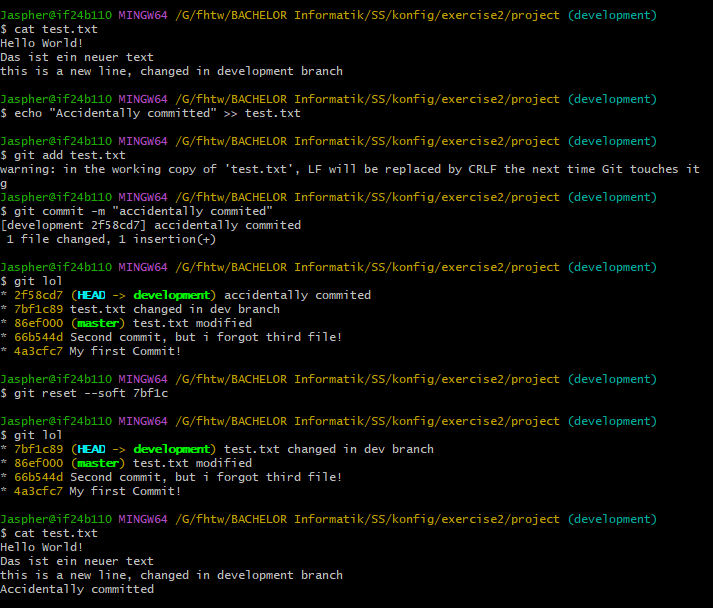 Jaspher@if24b110 MINGW64 /G/fhtw/BACHELOR Informatik/SS/konfig/exercise2/project (development)
$ cat test.txt
Hello World!
Das ist ein neuer text
this is a new line, changed in development branch
Jaspher@if24b110 MINGW64 /G/fhtw/BACHELOR Informatik/SS/konfig/exercise2/project (development)
$ echo "Accidentally committed" >> test.txt
Jaspher@if24b110 MINGW64 /G/fhtw/BACHELOR Informatik/SS/konfig/exercise2/project (development)
$ git add test.txt
warning: in the working copy of 'test.txt', LF will be replaced by CRLF the next time Git touches it
g
Jaspher@if24b110 MINGW64 /G/fhtw/BACHELOR Informatik/SS/konfig/exercise2/project (development)
$ git commit -m "accidentally commited"
[development 2f58cd7] accidentally commited
 1 file changed, 1 insertion(+)
Jaspher@if24b110 MINGW64 /G/fhtw/BACHELOR Informatik/SS/konfig/exercise2/project (development)
$ git lol
* 2f58cd7 (HEAD -> development) accidentally commited
* 7bf1c89 test.txt changed in dev branch
* 86ef000 (master) test.txt modified
* 66b544d Second commit, but i forgot third file!
* 4a3cfc7 My first Commit!
Jaspher@if24b110 MINGW64 /G/fhtw/BACHELOR Informatik/SS/konfig/exercise2/project (development)
$ git reset --soft 7bf1c
Jaspher@if24b110 MINGW64 /G/fhtw/BACHELOR Informatik/SS/konfig/exercise2/project (development)
$ git lol
* 7bf1c89 (HEAD -> development) test.txt changed in dev branch
* 86ef000 (master) test.txt modified
* 66b544d Second commit, but i forgot third file!
* 4a3cfc7 My first Commit!
Jaspher@if24b110 MINGW64 /G/fhtw/BACHELOR Informatik/SS/konfig/exercise2/project (development)
$ cat test.txt
Hello World!
Das ist ein neuer text
this is a new line, changed in development branch
Accidentally committed